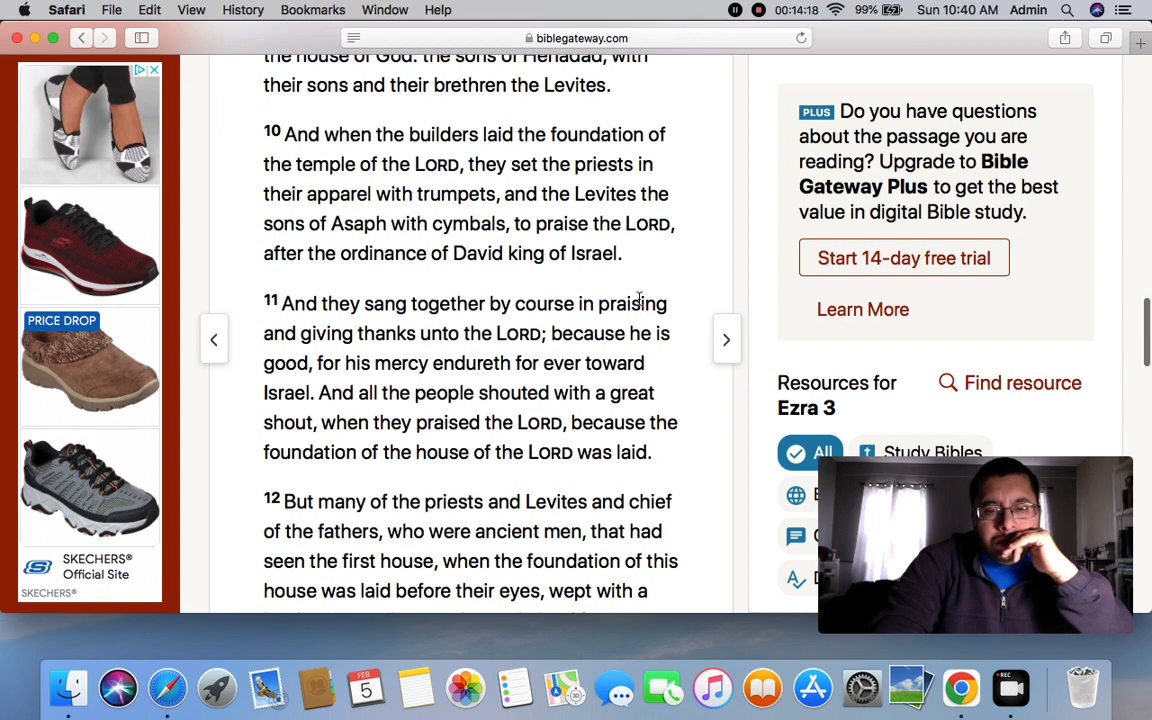 Safari File Edit View History Bookmarks Window Help 00:14:18 99% Sun 10:40 AM Admin
biblegateway.com
the house of God: the sons of Henadad, with
their sons and their brethren the Levites.
10 And when the builders laid the foundation of
the temple of the LORD, they set the priests in
their apparel with trumpets, and the Levites the
sons of Asaph with cymbals, to praise the LORD,
after the ordinance of David king of Israel.
11 And they sang together by course in praising
and giving thanks unto the LORD; because he is
good, for his mercy endureth for ever toward
Israel. And all the people shouted with a great
shout, when they praised the LORD, because the
foundation of the house of the LORD was laid.
12 But many of the priests and Levites and chief
of the fathers, who were ancient men, that had
seen the first house, when the foundation of this
house was laid before their eyes, wept with a
PRICE DROP
SKECHERS®
Official Site
SKECHERS®
PLUS Do you have questions
about the passage you are
reading? Upgrade to Bible
Gateway Plus to get the best
value in digital Bible study.
Start 14-day free trial
Learn More
Resources for
Ezra 3
Find resource
All Study Bibles
FEB
5
REC